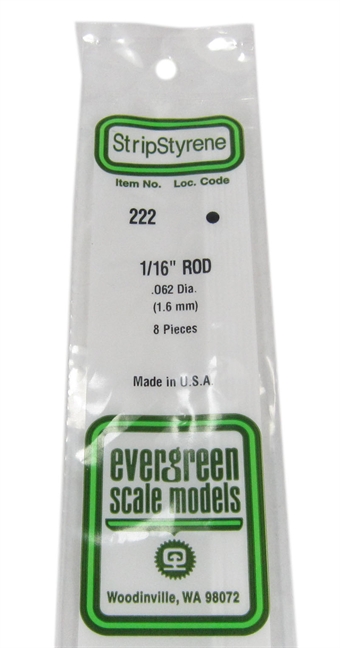 StripStyrene
Item No. Loc. Code
222
1/16" ROD
.062 Dia.
(1.6 mm)
8 Pieces
Made in U.S.A.
evergreen
scale models
Woodinville, WA 98072